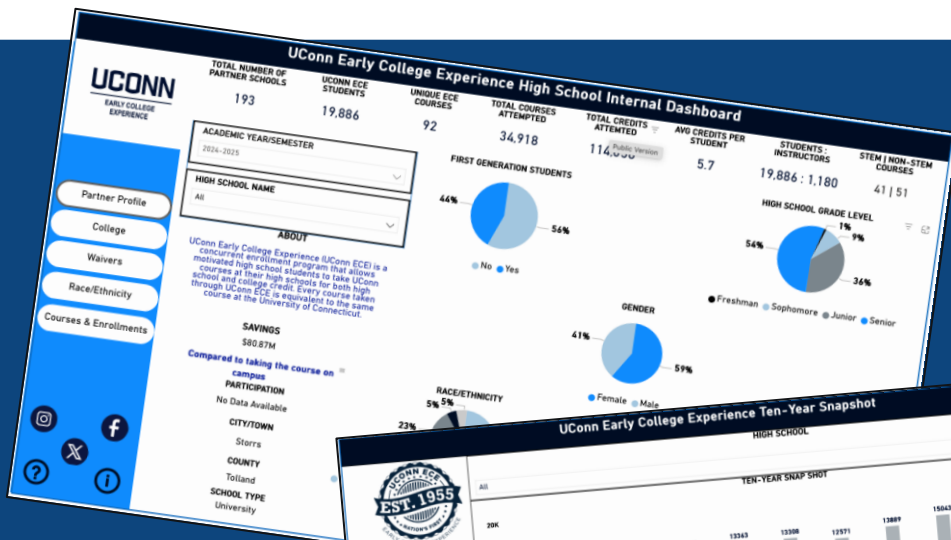 UConn Early College Experience High School Internal Dashboard
UCONN
EARLY COLLEGE
EXPERIENCE
TOTAL NUMBER OF
PARTNER SCHOOLS
193
UCONN ECE
STUDENTS
19,886
UNIQUE ECE
COURSES
92
TOTAL COURSES
ATTEMPTED
34,918
TOTAL CREDITS
ATTEMTED
Public Version
AVG CREDITS PER
STUDENT
5.7
STUDENTS :
INSTRUCTORS
19,886 : 1,180
STEM | NON-STEM
COURSES
41 | 51
ACADEMIC YEAR/SEMESTER
2024-2025
HIGH SCHOOL NAME
All
Partner Profile
College
Waivers
Race/Ethnicity
Courses & Enrollments
ABOUT
UConn Early College Experience (UConn ECE) is a
concurrent enrollment program that allows
motivated high school students to take UConn
courses at their high schools for both high
school and college credit. Every course taken
through UConn ECE is equivalent to the same
course at the University of Connecticut.
SAVINGS
$80.87M
Compared to taking the course on
campus
PARTICIPATION
No Data Available
CITY/TOWN
Storrs
COUNTY
Tolland
SCHOOL TYPE
University
FIRST GENERATION STUDENTS
44%
56%
No Yes
HIGH SCHOOL GRADE LEVEL
1%
9%
54%
36%
Freshman Sophomore Junior Senior
GENDER
41%
59%
Female Male
RACE/ETHNICITY
5% 5%
23%
UConn Early College Experience Ten-Year Snapshot
HIGH SCHOOL
All
UCONN ECE
EST. 1955
NATION'S FIRST
TEN-YEAR SNAP SHOT
20K
13363
13308
12571
13889
15043